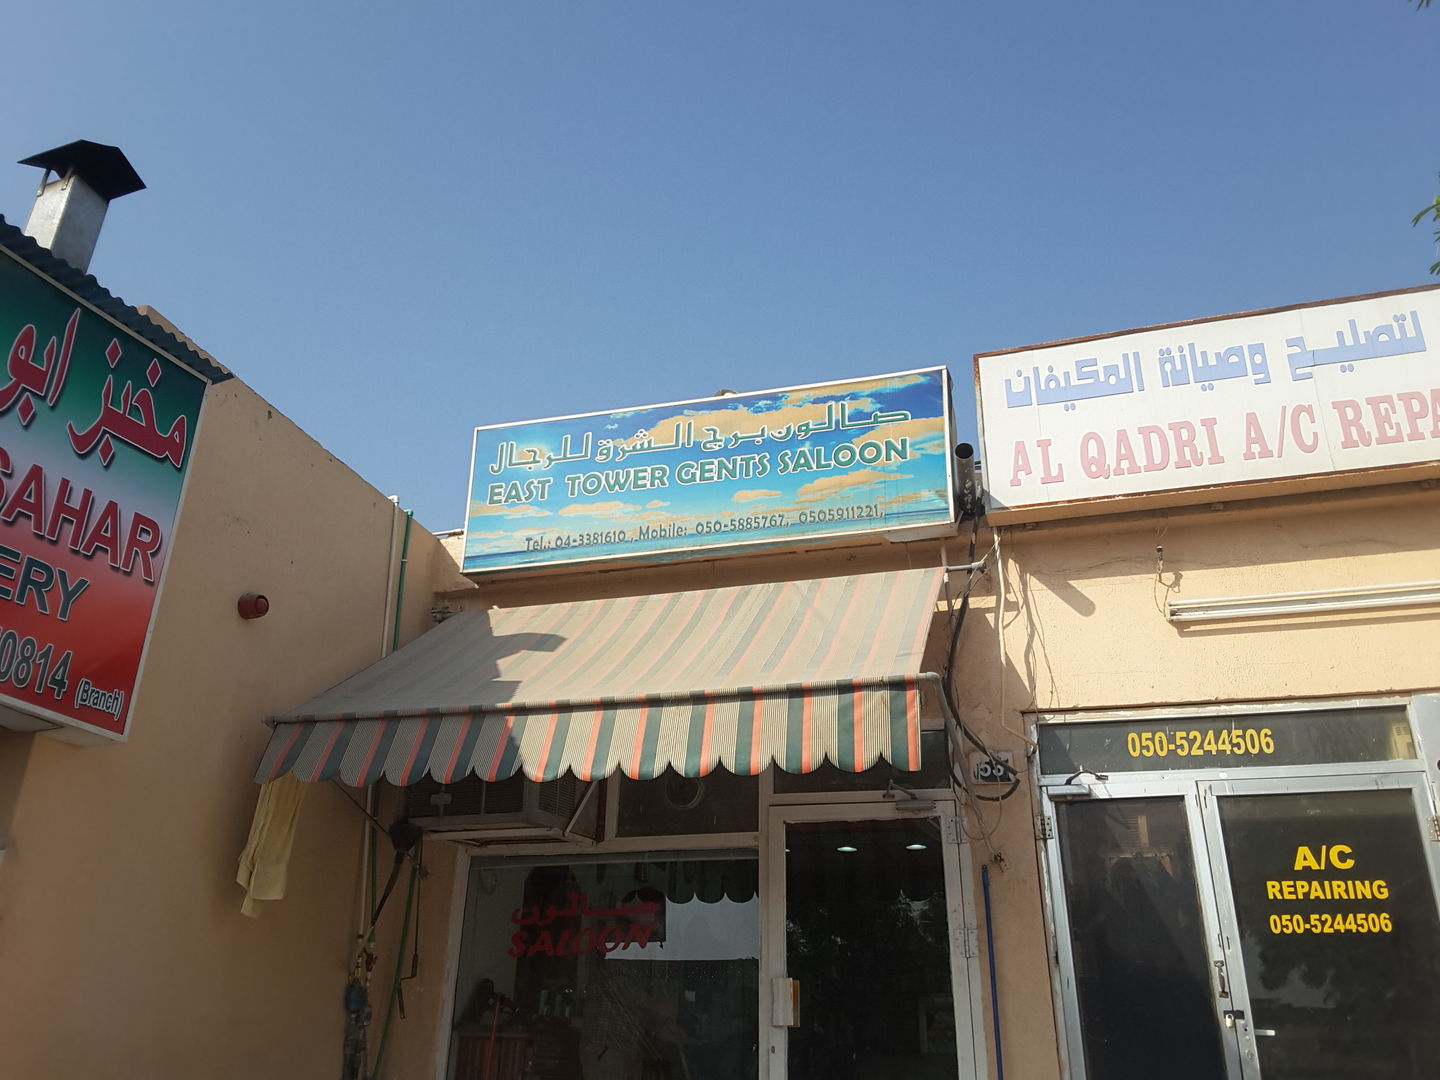 مخبز ابو
SAHAR
ERY
0814 (Branch)
صالون برج الشرق للرجال
EAST TOWER GENTS SALOON
Tel.: 04-3381610, Mobile: 050-5885767, 0505911221,
لتصليح وصيانة المكيفات
AL QADRI A/C REPA
050-5244506
A/C
REPAIRING
050-5244506
صالون
SALOON